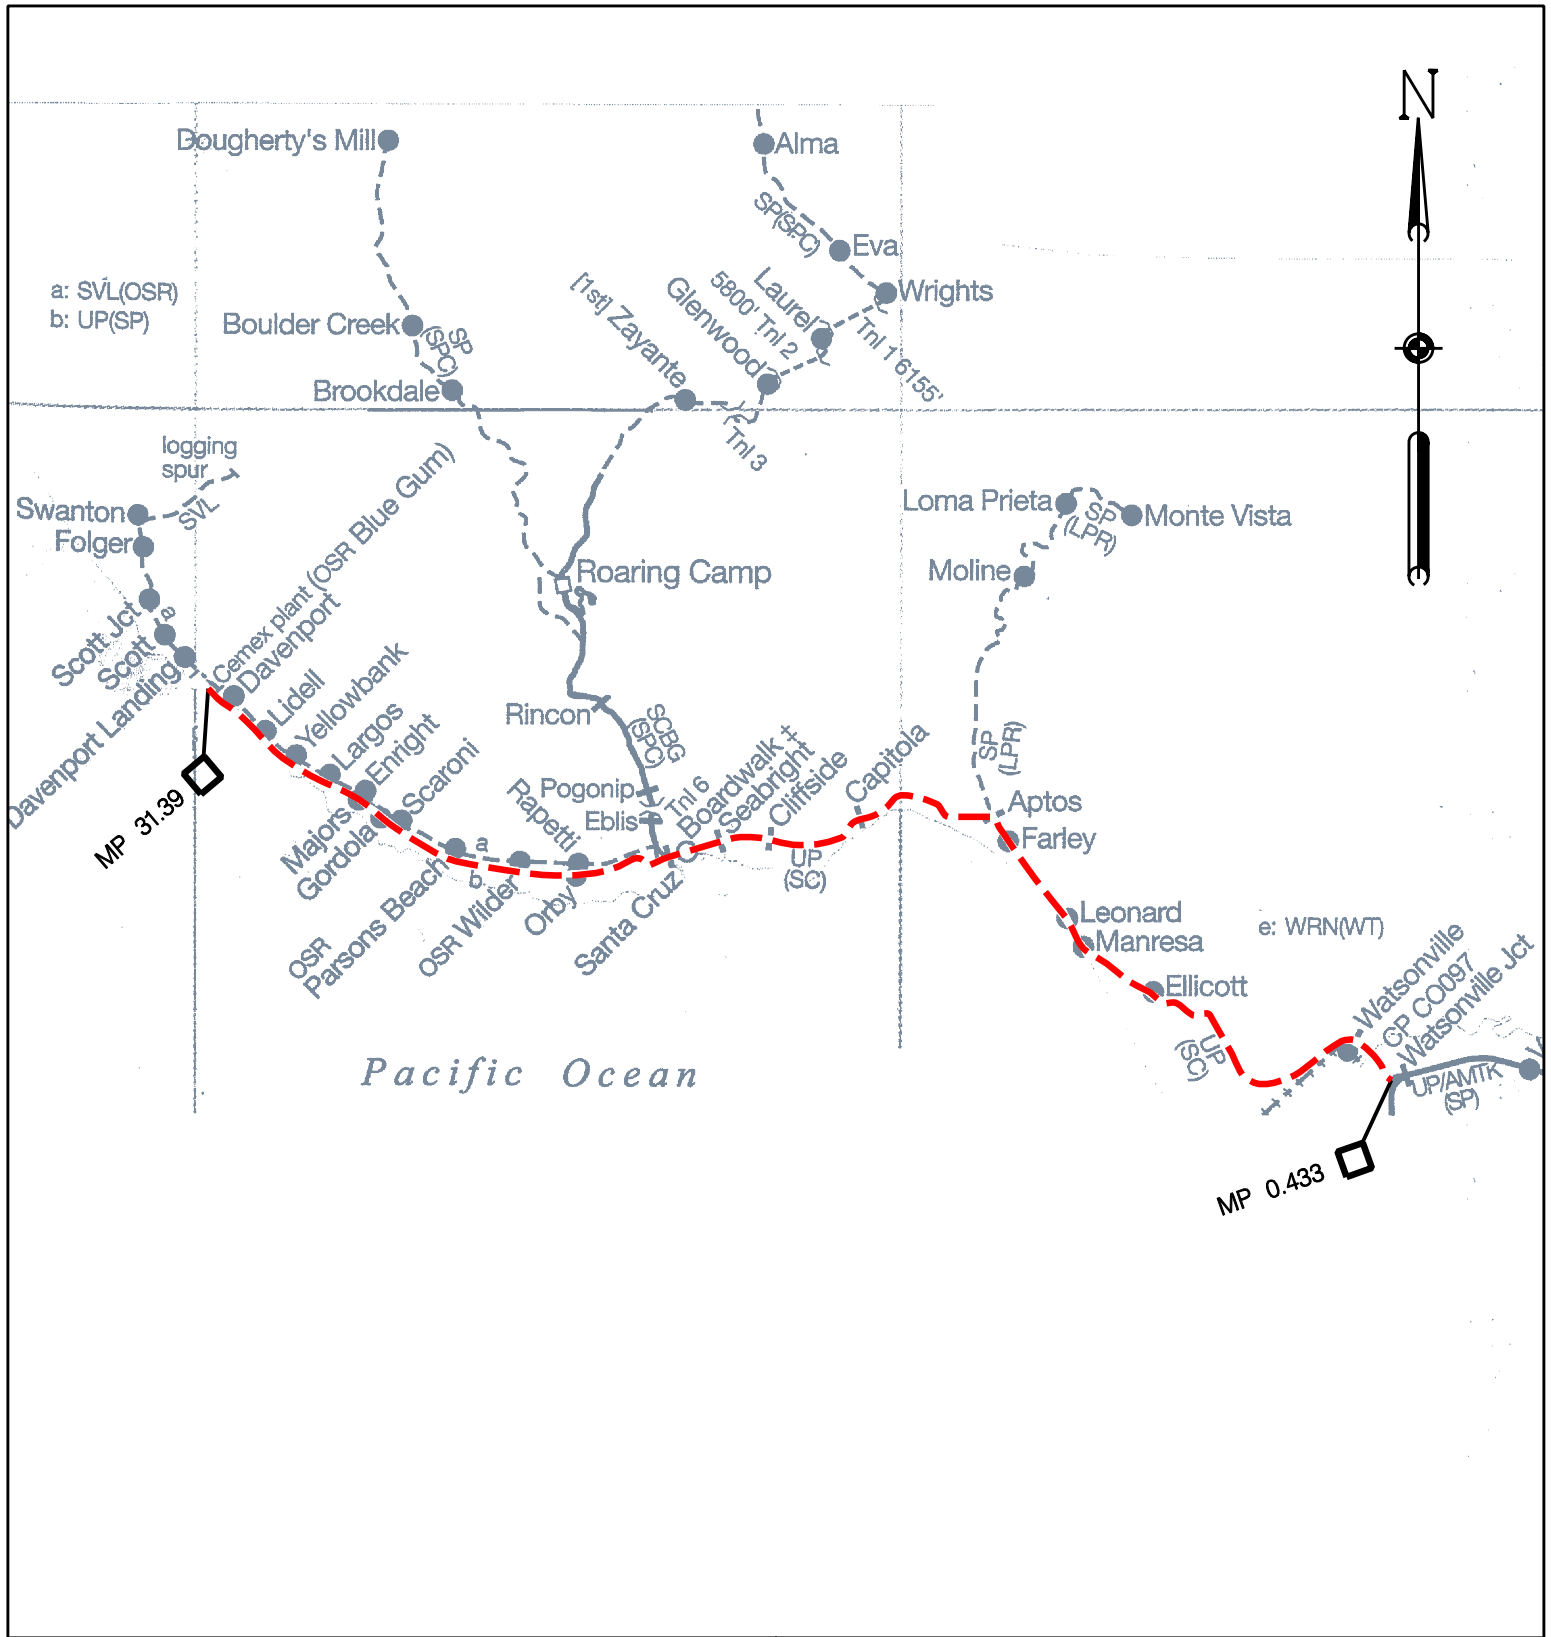 N
Dougherty's Mill
Alma
SP(SPC)
Eva
a: SVL(OSR)
b: UP(SP)
Wrights
Laurel
5800' Tnl 2
Glenwood
Tnl 1 6155'
[1st] Zayante
Boulder Creek
SP
(SPC)
Brookdale
Tnl 3
logging
spur
SVL
Swanton
Folger
Loma Prieta
SP
(LPR)
Monte Vista
Moline
Roaring Camp
Scott Jct
a
Scott
Davenport Landing
Cemex plant (OSR Blue Gum)
Davenport
Lidell
Yellowbank
Largos
Enright
Scaroni
Majors
Gordola
Rincon
SCBG
(SPC)
Pogonip
Eblis
Tnl 6
Boardwalk ‡
Seabright
Cliffside
Capitola
SP
(LPR)
Aptos
Farley
MP 31.39
Rapetti
a
b
OSR
Parsons Beach
OSR Wilder
Orby
Santa Cruz
UP
(SC)
Leonard
Manresa
e: WRN(WT)
Ellicott
Watsonville
CP CO097
Watsonville Jct
UP
(SC)
UP/AMTK
(SP)
Pacific Ocean
MP 0.433